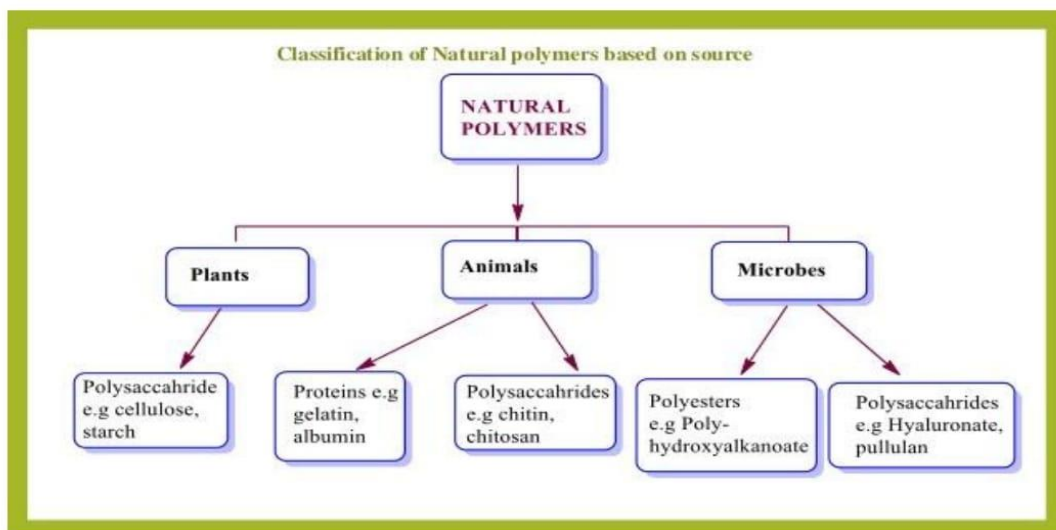 Classification of Natural polymers based on source
NATURAL
POLYMERS
Plants
Animals
Microbes
Polysaccahride
e.g cellulose,
starch
Proteins e.g
gelatin,
albumin
Polysaccahrides
e.g chitin,
chitosan
Polyesters
e.g Poly-
hydroxyalkanoate
Polysaccahrides
e.g Hyaluronate,
pullulan